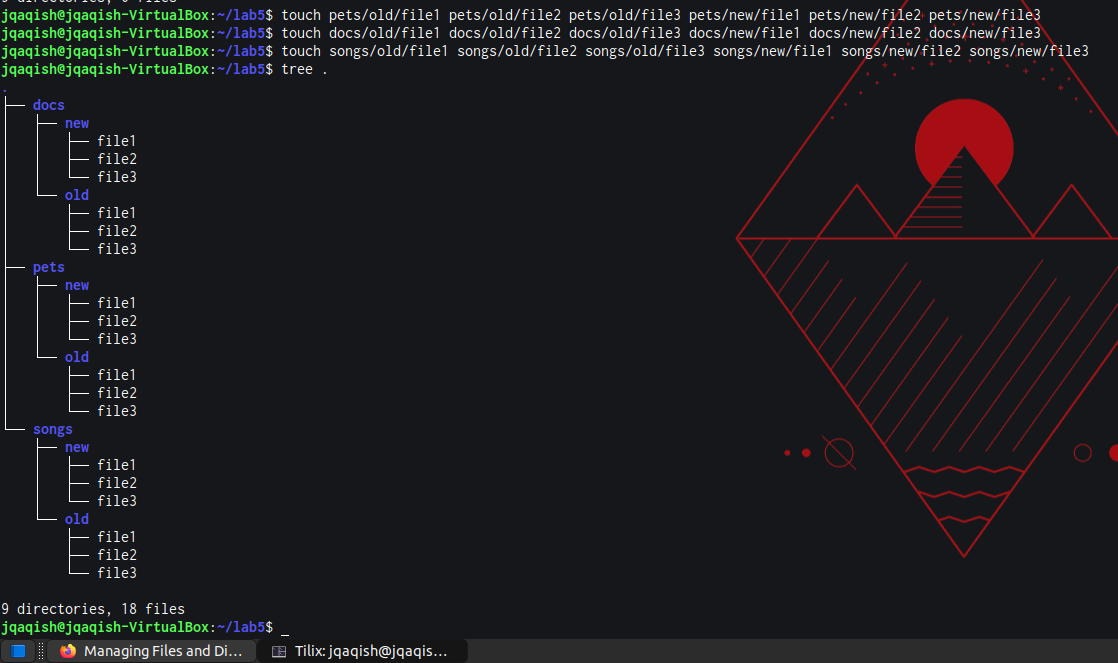 9 directories, 0 files
jqaqish@jqaqish-VirtualBox:~/lab5$ touch pets/old/file1 pets/old/file2 pets/old/file3 pets/new/file1 pets/new/file2 pets/new/file3
jqaqish@jqaqish-VirtualBox:~/lab5$ touch docs/old/file1 docs/old/file2 docs/old/file3 docs/new/file1 docs/new/file2 docs/new/file3
jqaqish@jqaqish-VirtualBox:~/lab5$ touch songs/old/file1 songs/old/file2 songs/old/file3 songs/new/file1 songs/new/file2 songs/new/file3
jqaqish@jqaqish-VirtualBox:~/lab5$ tree .
.
├── docs
│   ├── new
│   │   ├── file1
│   │   ├── file2
│   │   └── file3
│   └── old
│       ├── file1
│       ├── file2
│       └── file3
├── pets
│   ├── new
│   │   ├── file1
│   │   ├── file2
│   │   └── file3
│   └── old
│       ├── file1
│       ├── file2
│       └── file3
└── songs
    ├── new
    │   ├── file1
    │   ├── file2
    │   └── file3
    └── old
        ├── file1
        ├── file2
        └── file3
9 directories, 18 files
jqaqish@jqaqish-VirtualBox:~/lab5$ _
Managing Files and Di... Tilix: jqaqish@jqaqis...